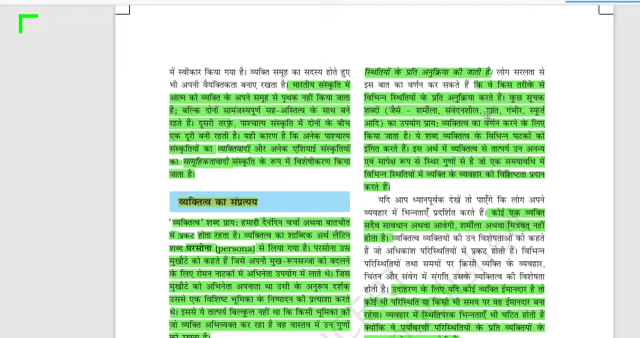 में स्वीकार किया गया है। व्यक्ति समूह का सदस्य होते हुए
भी अपनी वैयक्तिकता बनाए रखता है। भारतीय संस्कृति में
आत्म को व्यक्ति के अपने समूह से पृथक नहीं किया जाता
है; बल्कि दोनों सामंजस्यपूर्ण सह-अस्तित्व के साथ बने
रहते हैं। दूसरी तरफ़, पाश्चात्य संस्कृति में दोनों के बीच
एक दूरी बनी रहती है। यही कारण है कि अनेक पाश्चात्य
संस्कृतियों का व्यक्तिवादी और अनेक एशियाई संस्कृतियों
का सामूहिकतावादी संस्कृति के रूप में विशेषीकरण किया
जाता है।
व्यक्तित्व का संप्रत्यय
'व्यक्तित्व' शब्द प्राय: हमारी दैनंदिन चर्चा अथवा बातचीत
में प्रकट होता रहता है। व्यक्तित्व का शाब्दिक अर्थ लैटिन
शब्द परसोना (persona) से लिया गया है। परसोना उस
मुखौटे को कहते हैं जिसे अपनी मुख-रूपसज्जा को बदलने
के लिए रोमन नाटकों में अभिनेता उपयोग में लाते थे। जिस
मुखौटे को अभिनेता अपनाता था उसी के अनुरूप दर्शक
उससे एक विशिष्ट भूमिका के निष्पादन की प्रत्याशा करते
थे। इससे ये तात्पर्य बिल्कुल नहीं था कि किसी भूमिका को
जो व्यक्ति अभिव्यक्त कर रहा है वह वास्तव में उन गुणों
को रखता है।
स्थितियों के प्रति अनुक्रिया की जाती है। लोग सरलता से
इस बात का वर्णन कर सकते हैं कि वे किस तरीके से
विभिन्न स्थितियों के प्रति अनुक्रिया करते हैं। कुछ सूचक
शब्दों (जैसे - शर्मीला, संवेदनशील, शांत, गंभीर, स्फूर्त
आदि) का उपयोग प्राय: व्यक्तित्व का वर्णन करने के लिए
किया जाता है। ये शब्द व्यक्तित्व के विभिन्न घटकों को
इंगित करते हैं। इस अर्थ में व्यक्तित्व से तात्पर्य उन अनन्य
एवं सापेक्ष रूप से स्थिर गुणों से है जो एक समयावधि में
विभिन्न स्थितियों में व्यक्ति के व्यवहार को विशिष्टता प्रदान
करते हैं।
यदि आप ध्यानपूर्वक देखें तो पाएँगे कि लोग अपने
व्यवहार में भिन्नताएँ प्रदर्शित करते हैं। कोई एक व्यक्ति
सदैव सावधान अथवा आवेगी, शर्मीला अथवा मित्रवत् नहीं
होता है। व्यक्तित्व व्यक्तियों की उन विशेषताओं को कहते
हैं जो अधिकांश परिस्थितियों में प्रकट होती हैं। विभिन्न
परिस्थितियों तथा समयों पर किसी व्यक्ति के व्यवहार,
चिंतन और संवेग में संगति उसके व्यक्तित्व की विशेषता
होती है। उदाहरण के लिए यदि कोई व्यक्ति ईमानदार है तो
कोई भी परिस्थिति या किसी भी समय पर वह ईमानदार बना
रहेगा। व्यवहार में स्थितिपरक भिन्नताएँ भी घटित होती हैं
क्योंकि ये पर्यावरणी परिस्थितियों के प्रति व्यक्तियों के